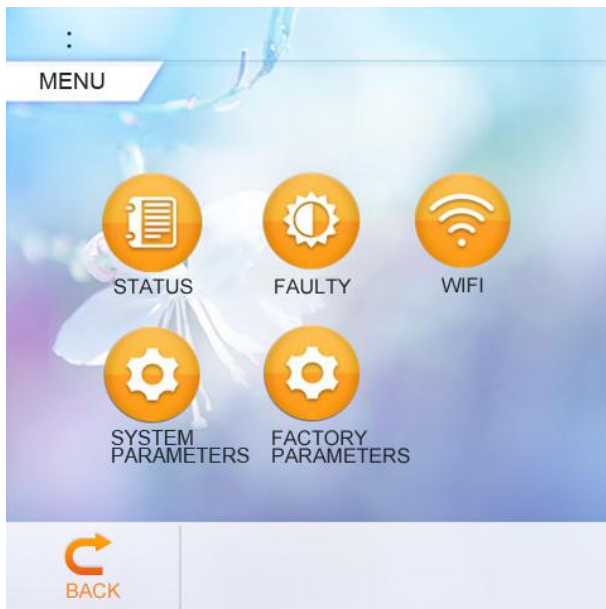 :
MENU
STATUS
FAULTY
WIFI
SYSTEM
PARAMETERS
FACTORY
PARAMETERS
BACK